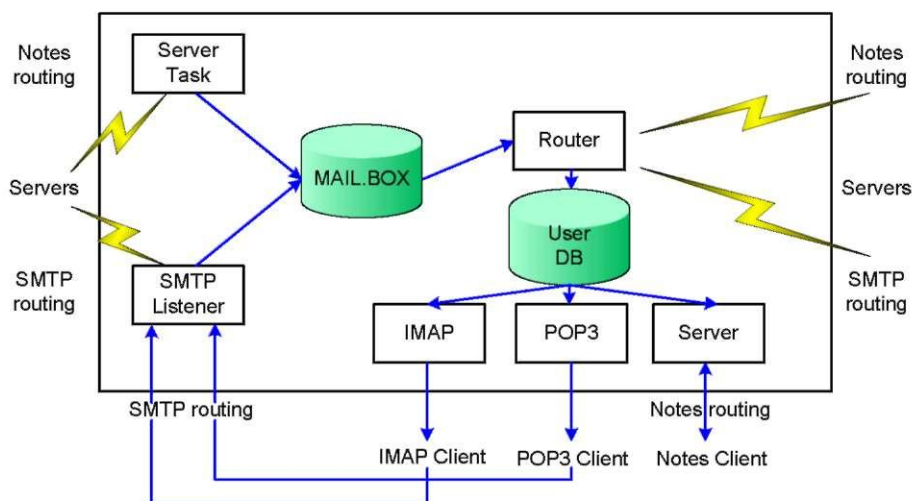 Notes
routing
Server
Task
Notes
routing
MAIL.BOX
Router
Servers
Servers
User
DB
SMTP
routing
SMTP
Listener
SMTP
routing
IMAP
POP3
Server
SMTP routing
Notes routing
IMAP Client
POP3 Client
Notes Client